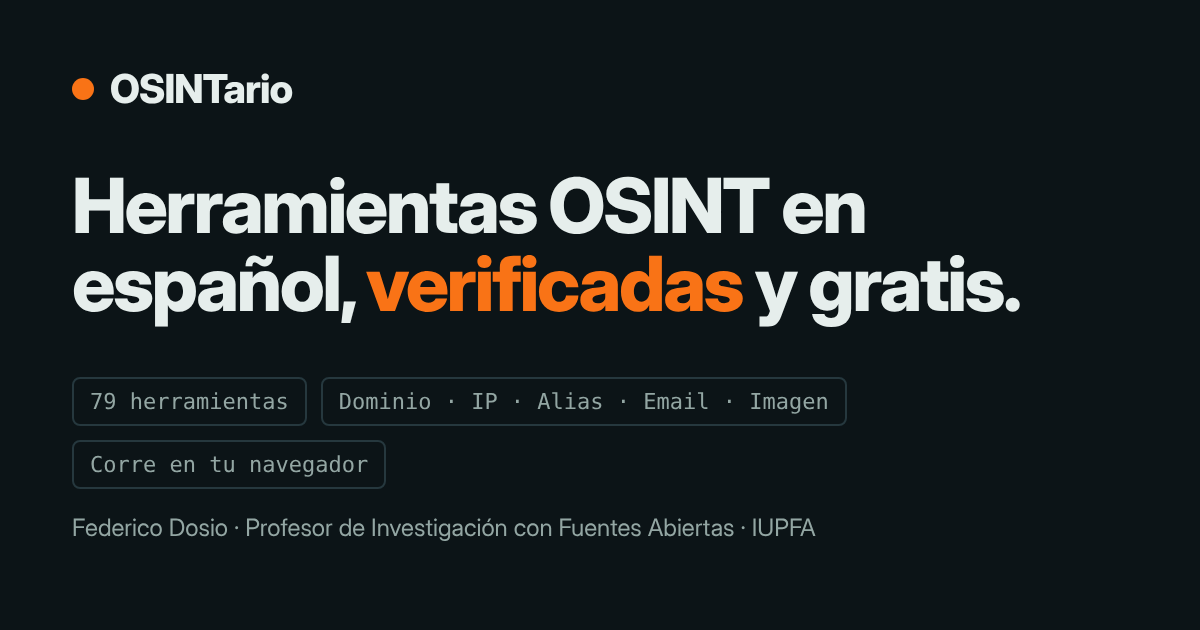 OSINTario
Herramientas OSINT en
español, verificadas y gratis.
79 herramientas
Dominio · IP · Alias · Email · Imagen
Corre en tu navegador
Federico Dosio · Profesor de Investigación con Fuentes Abiertas · IUPFA